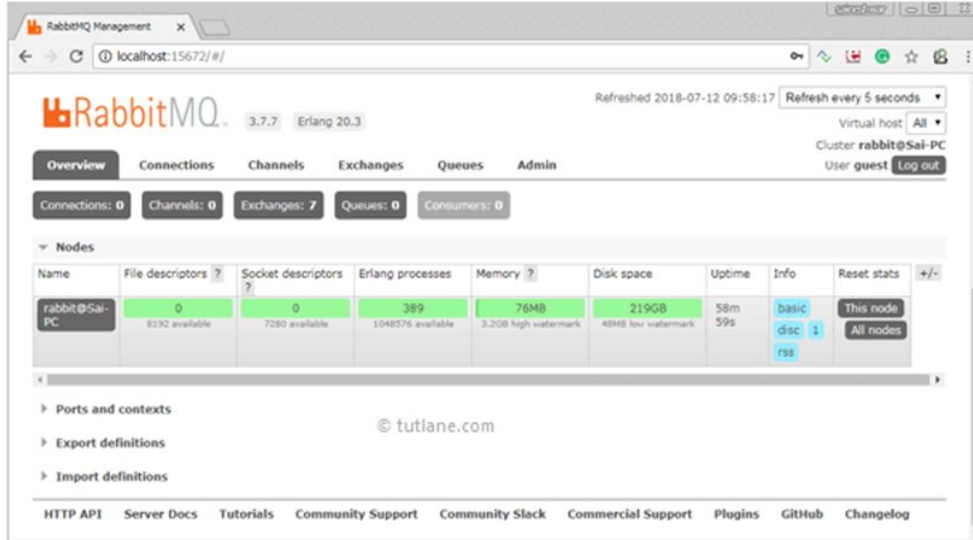 RabbitMQ Management
localhost:15672/#/
RabbitMQ 3.7.7 Erlang 20.3
Refreshed 2018-07-12 09:58:17 Refresh every 5 seconds
Virtual host All
Cluster rabbit@Sai-PC
User guest Log out
Overview Connections Channels Exchanges Queues Admin
Connections: 0 Channels: 0 Exchanges: 7 Queues: 0 Consumers: 0
Nodes
Name File descriptors ? Socket descriptors ? Erlang processes Memory ? Disk space Uptime Info Reset stats +/-
rabbit@Sai-PC 0 0 389 76MB 219GB 58m 59s basic This node
8192 available 7280 available 1048576 available 3.2GB high watermark 48MB low watermark disc 1 All nodes
rss
Ports and contexts
© tutlane.com
Export definitions
Import definitions
HTTP API Server Docs Tutorials Community Support Community Slack Commercial Support Plugins GitHub Changelog